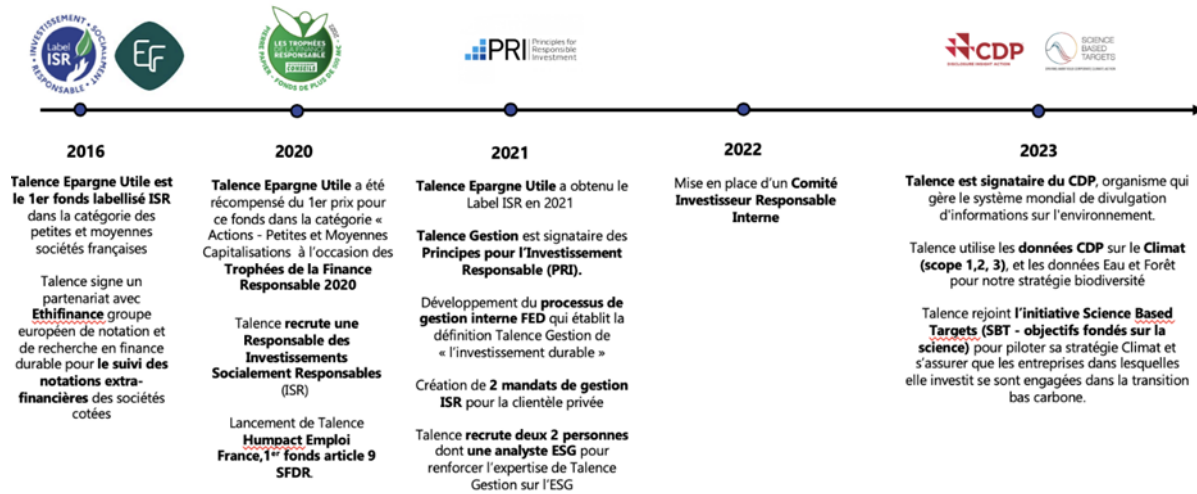 INVESTISSEMENT SOCIALEMENT RESPONSABLE
Label
ISR
LES TROPHÉES
RESPONSABLE
PRI
Principles for
Responsible
Investment
CDP
DISCLOSURE INSIGHT ACTION
SCIENCE
BASED
TARGETS
2016
Talence Epargne Utile est
le 1er fonds labellisé ISR
dans la catégorie des
petites et moyennes
sociétés françaises
Talence signe un
partenariat avec
Ethifinance groupe
européen de notation et
de recherche en finance
durable pour le suivi des
notations extra-
financières des sociétés
cotées
2020
Talence Epargne Utile a été
récompensé du 1er prix pour
ce fonds dans la catégorie «
Actions - Petites et Moyennes
Capitalisations à l'occasion des
Trophées de la Finance
Responsable 2020
Talence recrute une
Responsable des
Investissements
Socialement Responsables
(ISR)
Lancement de Talence
Humpact Emploi
France,1er fonds article 9
SFDR.
2021
Talence Epargne Utile a obtenu le
Label ISR en 2021
Talence Gestion est signataire des
Principes pour l'Investissement
Responsable (PRI).
Développement du processus de
gestion interne FED qui établit la
définition Talence Gestion de
« l'investissement durable »
Création de 2 mandats de gestion
ISR pour la clientèle privée
Talence recrute deux 2 personnes
dont une analyste ESG pour
renforcer l'expertise de Talence
Gestion sur l'ESG
2022
Mise en place d'un Comité
Investisseur Responsable
Interne
2023
Talence est signataire du CDP, organisme qui
gère le système mondial de divulgation
d'informations sur l'environnement.
Talence utilise les données CDP sur le Climat
(scope 1,2, 3), et les données Eau et Forêt
pour notre stratégie biodiversité
Talence rejoint l'initiative Science Based
Targets (SBT - objectifs fondés sur la
science) pour piloter sa stratégie Climat et
s'assurer que les entreprises dans lesquelles
elle investit se sont engagées dans la transition
bas carbone.